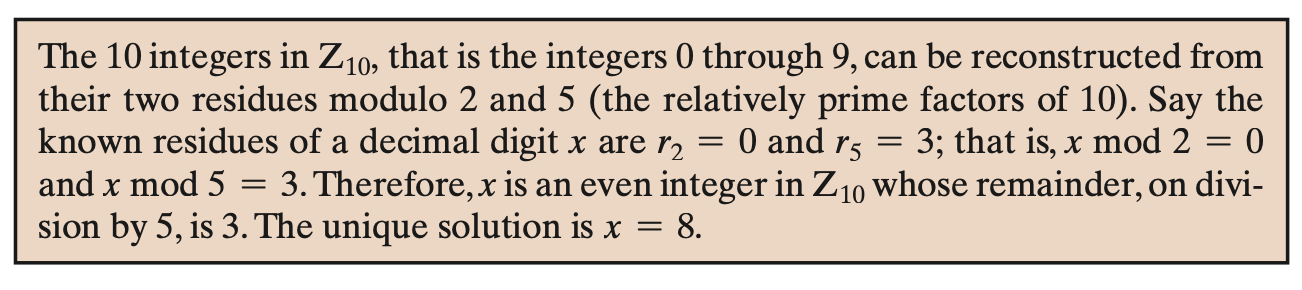 The 10 integers in Z₁₀, that is the integers 0 through 9, can be reconstructed from
their two residues modulo 2 and 5 (the relatively prime factors of 10). Say the
known residues of a decimal digit x are r₂ = 0 and r₅ = 3; that is, x mod 2 = 0
and x mod 5 = 3. Therefore, x is an even integer in Z₁₀ whose remainder, on divi-
sion by 5, is 3. The unique solution is x = 8.